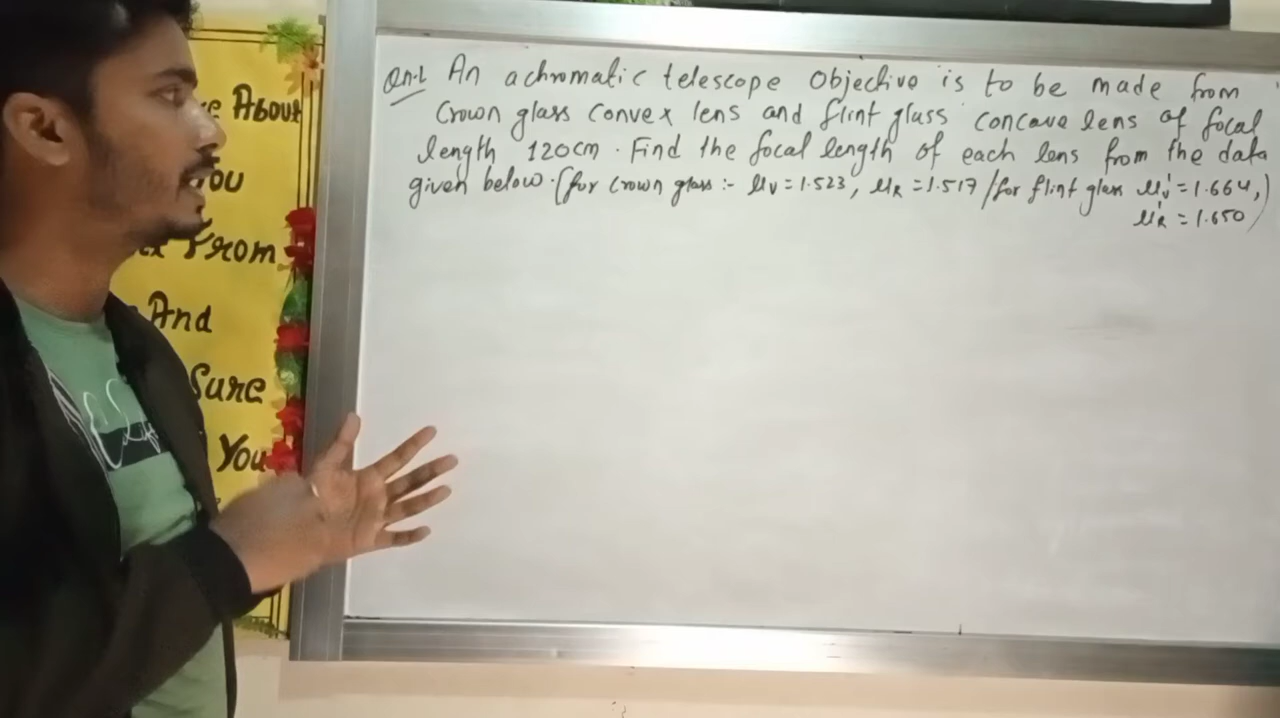 About
You
From
And
Sure
You
Qn.1 An achromatic telescope Objective is to be made from
Crown glass convex lens and flint glass concave lens of focal
length 120cm. Find the focal length of each lens from the data
given below. (for crown glass :- μv = 1.523, μR = 1.517 / for flint glass μ'v = 1.664,
μ'R = 1.650)